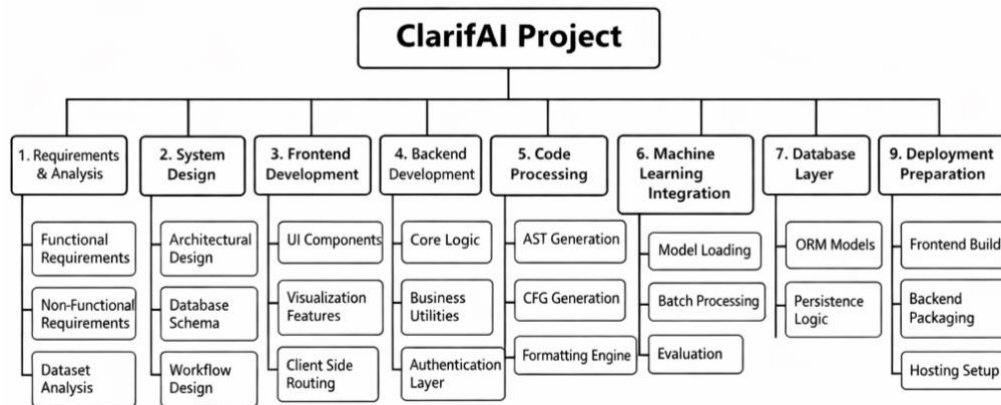 ClarifAI Project
1. Requirements
& Analysis
Functional
Requirements
Non-Functional
Requirements
Dataset
Analysis
2. System
Design
Architectural
Design
Database
Schema
Workflow
Design
3. Frontend
Development
UI Components
Visualization
Features
Client Side
Routing
4. Backend
Development
Core Logic
Business
Utilities
Authentication
Layer
5. Code
Processing
AST Generation
CFG Generation
Formatting Engine
6. Machine
Learning
Integration
Model Loading
Batch Processing
Evaluation
7. Database
Layer
ORM Models
Persistence
Logic
9. Deployment
Preparation
Frontend Build
Backend
Packaging
Hosting Setup